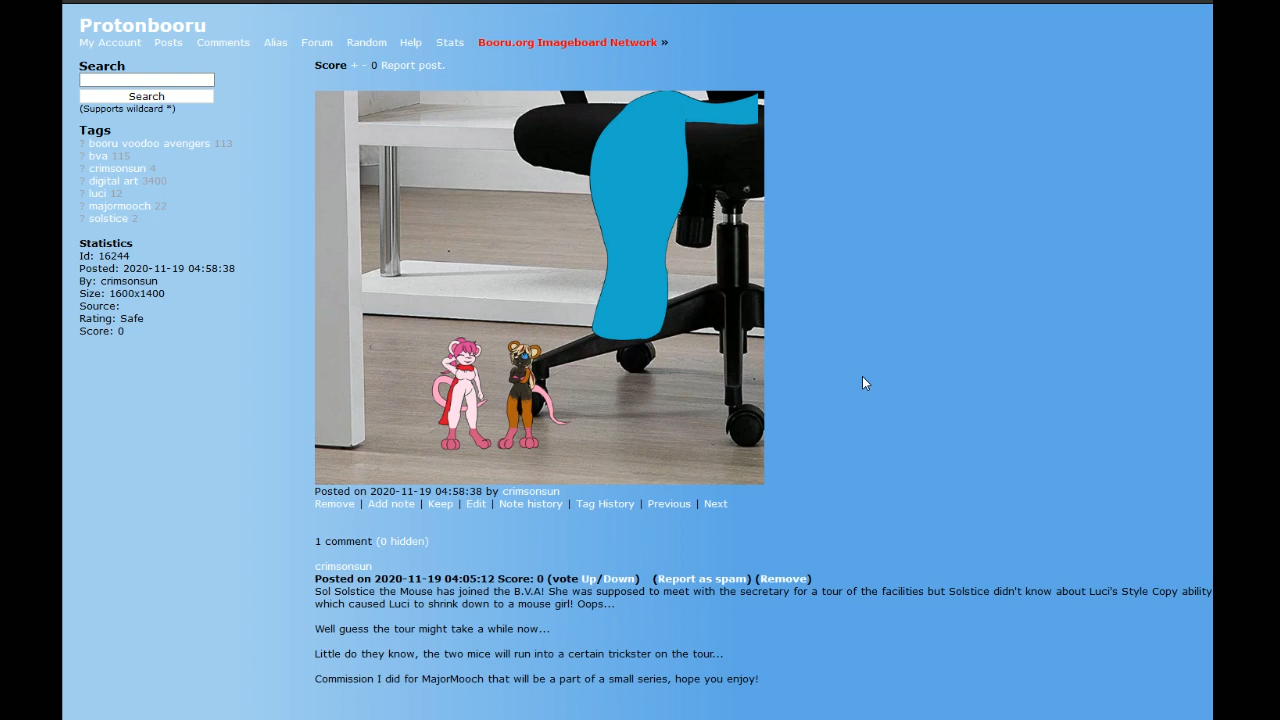 Protonbooru
My Account Posts Comments Alias Forum Random Help Stats Booru.org Imageboard Network »
Search
Search
(Supports wildcard *)
Tags
? booru voodoo avengers 113
? bva 115
? crimsonsun 4
? digital art 3400
? luci 12
? majormooch 22
? solstice 2
Statistics
Id: 16244
Posted: 2020-11-19 04:58:38
By: crimsonsun
Size: 1600x1400
Source:
Rating: Safe
Score: 0
Score + - 0 Report post.
Posted on 2020-11-19 04:58:38 by crimsonsun
Remove | Add note | Keep | Edit | Note history | Tag History | Previous | Next
1 comment (0 hidden)
crimsonsun
Posted on 2020-11-19 04:05:12 Score: 0 (vote Up/Down) (Report as spam) (Remove)
Sol Solstice the Mouse has joined the B.V.A! She was supposed to meet with the secretary for a tour of the facilities but Solstice didn't know about Luci's Style Copy ability
which caused Luci to shrink down to a mouse girl! Oops...
Well guess the tour might take a while now...
Little do they know, the two mice will run into a certain trickster on the tour...
Commission I did for MajorMooch that will be a part of a small series, hope you enjoy!